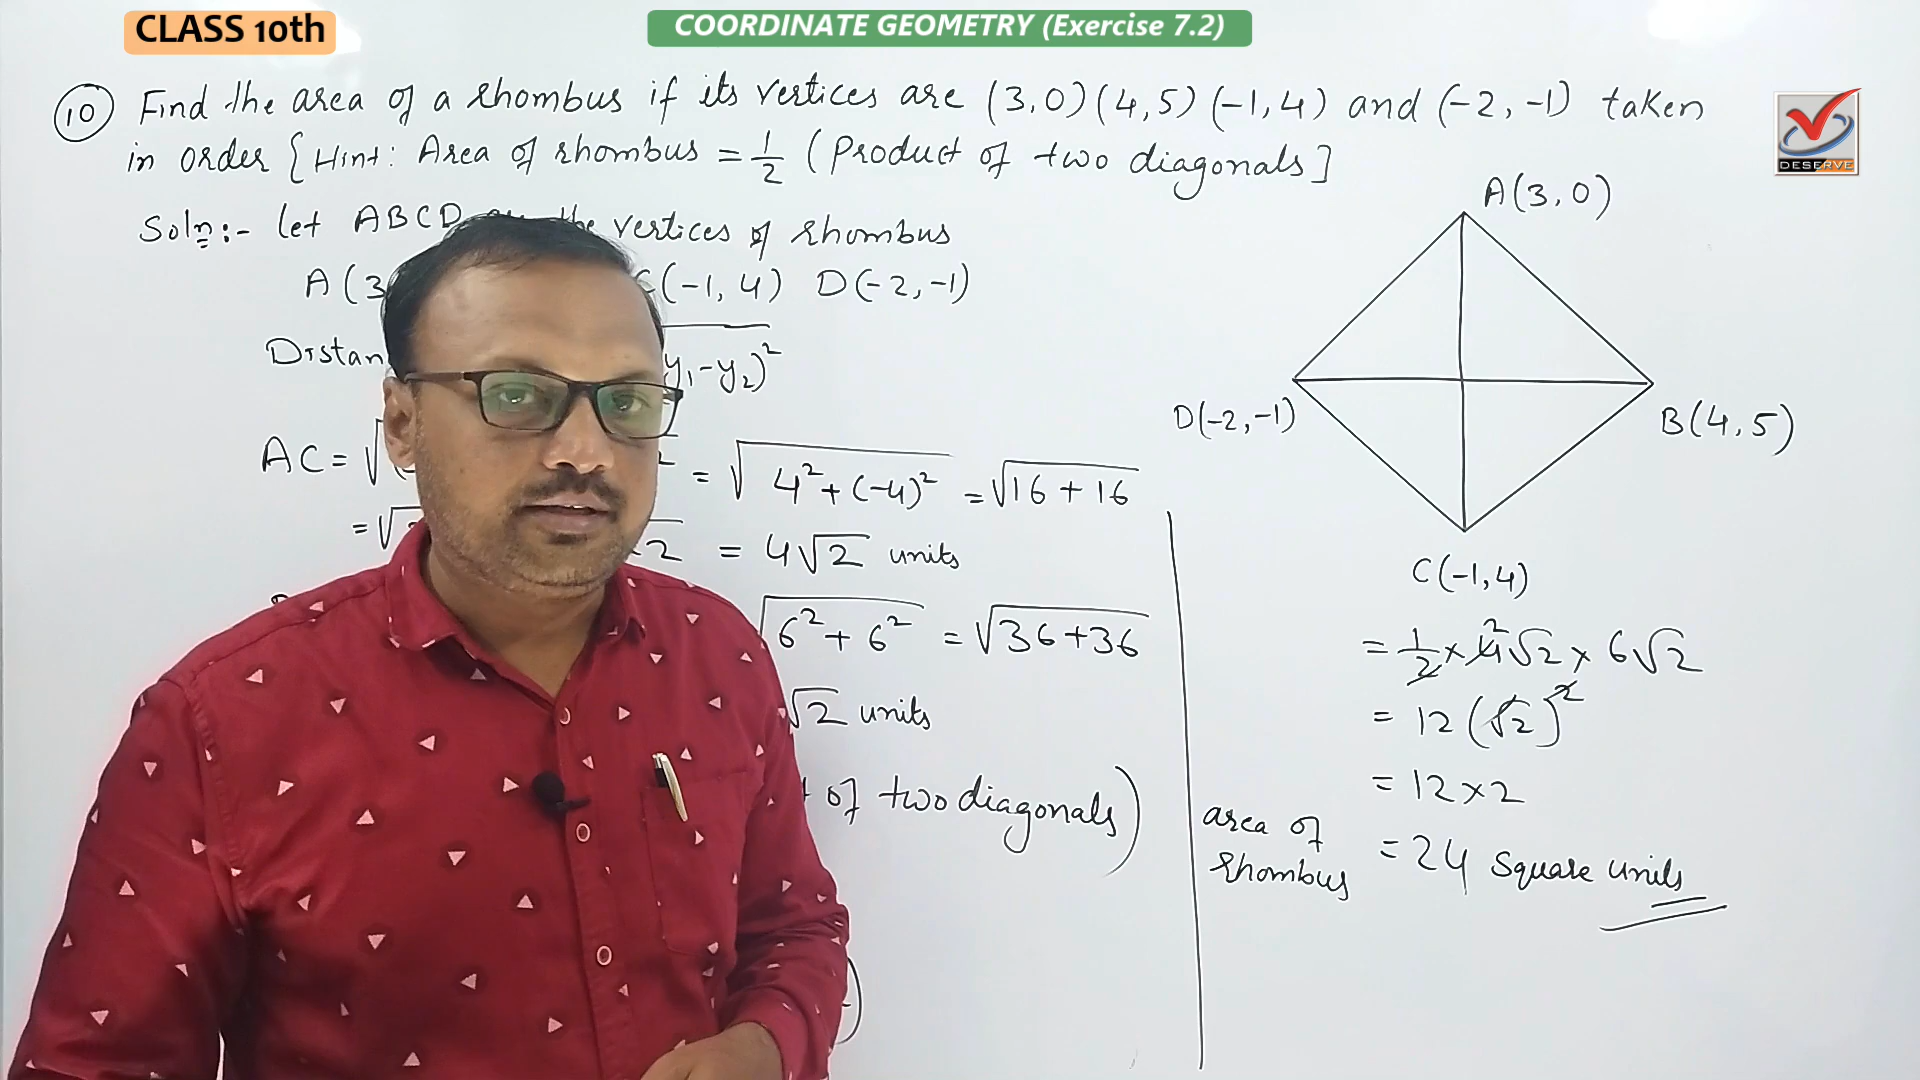 CLASS 10th
COORDINATE GEOMETRY (Exercise 7.2)
10 Find the area of a rhombus if its vertices are (3,0)(4,5)(-1,4) and (-2,-1) taken
in order {Hint: Area of rhombus = 1/2 (Product of two diagonals]
DESERVE
Soln:- Let ABCD the vertices of rhombus
A(3 (-1, 4) D(-2,-1)
Distan y₁-y₂)²
AC = √ = √4²+(-4)² = √16+16
= √ 2 = 4√2 units
√6²+6² = √36+36
√2 units
of two diagonals)
A(3,0)
D(-2,-1)
B(4,5)
C(-1,4)
= 1/2 × 4 2√2 × 6√2
= 12(√2)²
= 12×2
area of
rhombus = 24 Square units